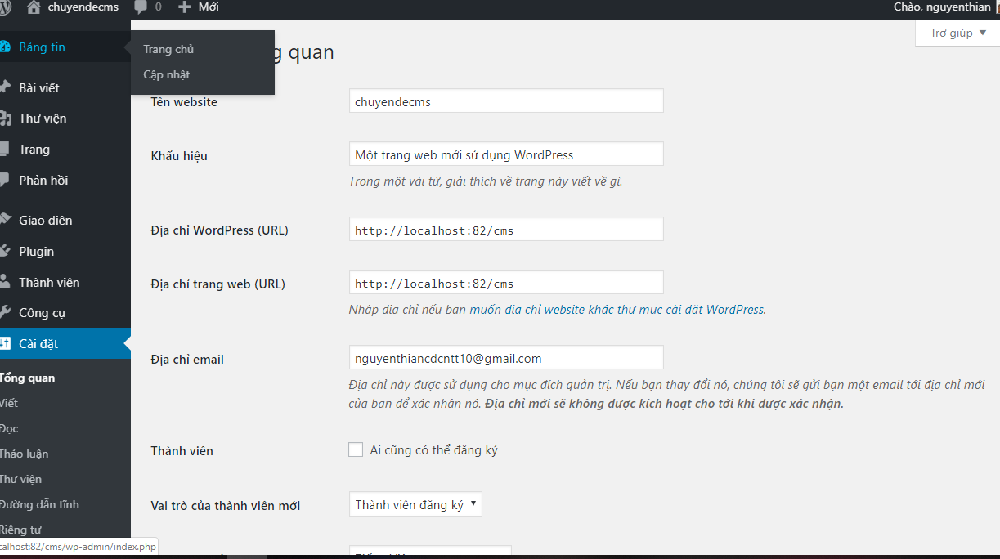 chuyendecms 0 Mới Chào, nguyenthian
Trợ giúp
Bảng tin
Trang chủ
Cập nhật
Bài viết
Thư viện
Trang
Phản hồi
Giao diện
Plugin
Thành viên
Công cụ
Cài đặt
Tổng quan
Viết
Đọc
Thảo luận
Thư viện
Đường dẫn tĩnh
Riêng tư
calhost:82/cms/wp-admin/index.php
g quan
Tên website chuyendecms
Khẩu hiệu Một trang web mới sử dụng WordPress
Trong một vài từ, giải thích về trang này viết về gì.
Địa chỉ WordPress (URL) http://localhost:82/cms
Địa chỉ trang web (URL) http://localhost:82/cms
Nhập địa chỉ nếu bạn muốn địa chỉ website khác thư mục cài đặt WordPress.
Địa chỉ email nguyenthiancdcntt10@gmail.com
Địa chỉ này được sử dụng cho mục đích quản trị. Nếu bạn thay đổi nó, chúng tôi sẽ gửi bạn một email tới địa chỉ mới
của bạn để xác nhận nó. Địa chỉ mới sẽ không được kích hoạt cho tới khi được xác nhận.
Thành viên Ai cũng có thể đăng ký
Vai trò của thành viên mới Thành viên đăng ký